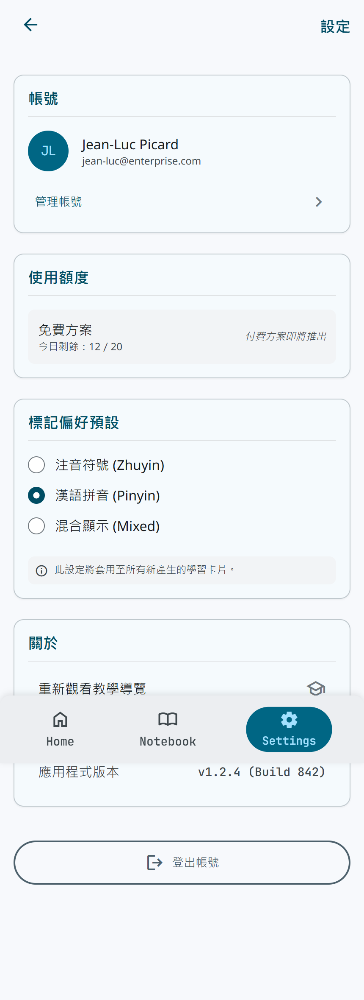 設定
帳號
JL
Jean-Luc Picard
jean-luc@enterprise.com
管理帳號
使用額度
免費方案
今日剩餘：12 / 20
付費方案即將推出
標記偏好預設
注音符號 (Zhuyin)
漢語拼音 (Pinyin)
混合顯示 (Mixed)
此設定將套用至所有新產生的學習卡片。
關於
重新觀看教學導覽
Home
Notebook
Settings
應用程式版本
v1.2.4 (Build 842)
登出帳號